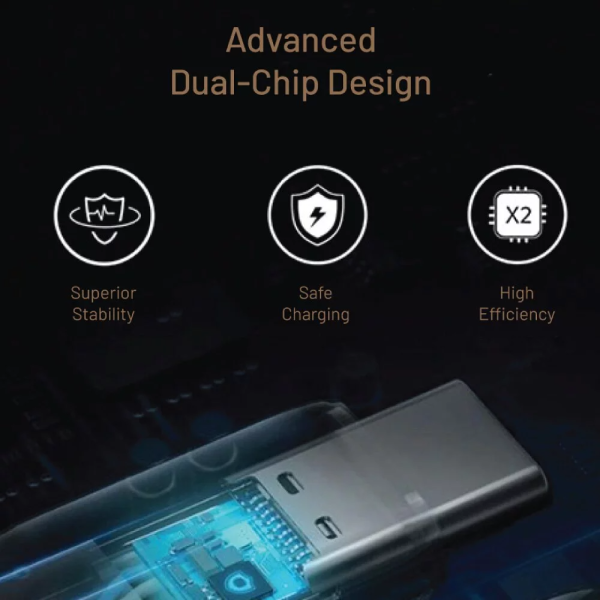 Advanced
Dual-Chip Design
X2
Superior
Stability
Safe
Charging
High
Efficiency